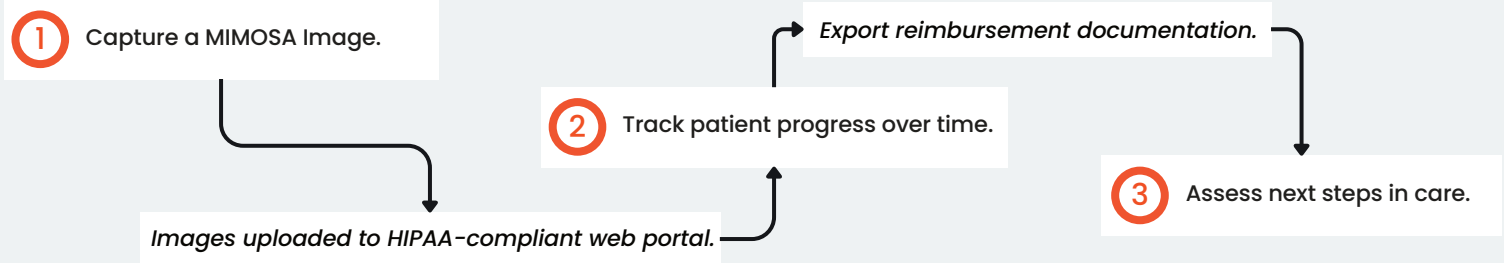 1 Capture a MIMOSA Image.
Images uploaded to HIPAA-compliant web portal.
2 Track patient progress over time.
Export reimbursement documentation.
3 Assess next steps in care.